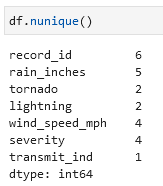 df.nunique()
record_id 6
rain_inches 5
tornado 2
lightning 2
wind_speed_mph 4
severity 4
transmit_ind 1
dtype: int64